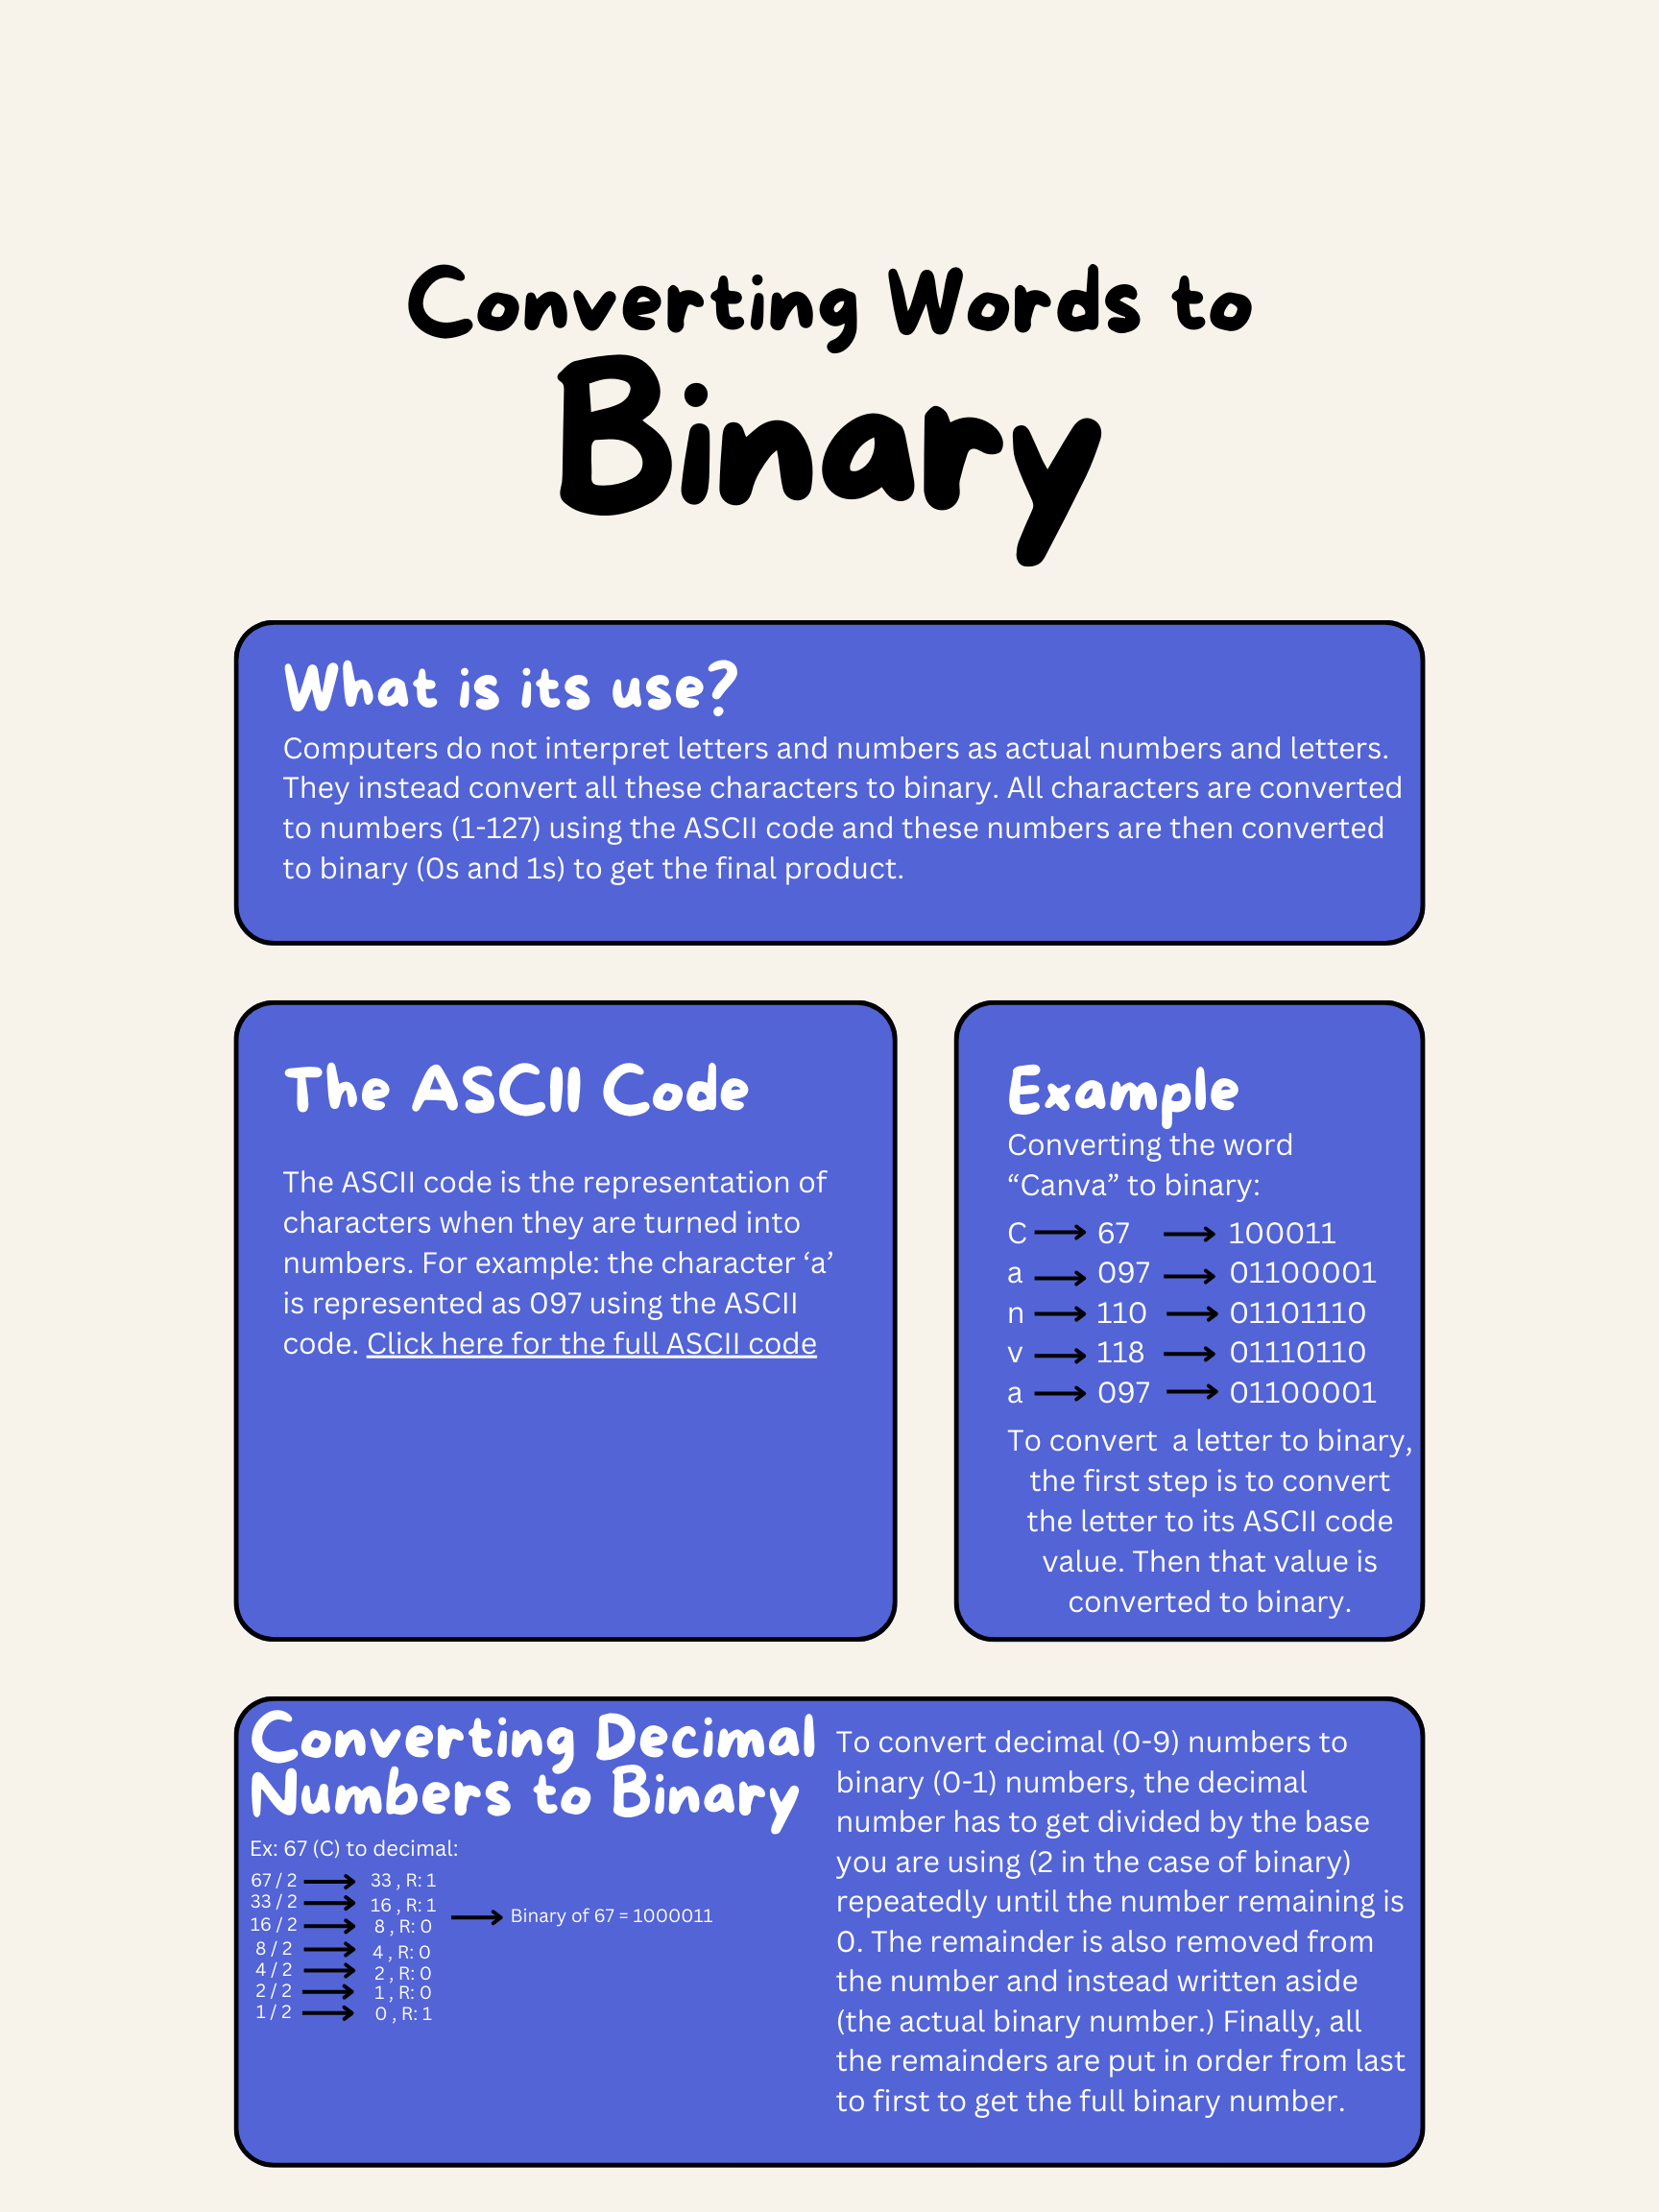 Converting Words to
Binary
What is its use?
Computers do not interpret letters and numbers as actual numbers and letters.
They instead convert all these characters to binary. All characters are converted
to numbers (1-127) using the ASCII code and these numbers are then converted
to binary (0s and 1s) to get the final product.
The ASCII Code
The ASCII code is the representation of
characters when they are turned into
numbers. For example: the character ‘a’
is represented as 097 using the ASCII
code. Click here for the full ASCII code
Example
Converting the word
“Canva” to binary:
C → 67 → 100011
a → 097 → 01100001
n → 110 → 01101110
v → 118 → 01110110
a → 097 → 01100001
To convert a letter to binary,
the first step is to convert
the letter to its ASCII code
value. Then that value is
converted to binary.
Converting Decimal
Numbers to Binary
Ex: 67 (C) to decimal:
67 / 2 → 33 , R: 1
33 / 2 → 16 , R: 1
16 / 2 → 8 , R: 0
8 / 2 → 4 , R: 0
4 / 2 → 2 , R: 0
2 / 2 → 1 , R: 0
1 / 2 → 0 , R: 1
→ Binary of 67 = 1000011
To convert decimal (0-9) numbers to
binary (0-1) numbers, the decimal
number has to get divided by the base
you are using (2 in the case of binary)
repeatedly until the number remaining is
0. The remainder is also removed from
the number and instead written aside
(the actual binary number.) Finally, all
the remainders are put in order from last
to first to get the full binary number.